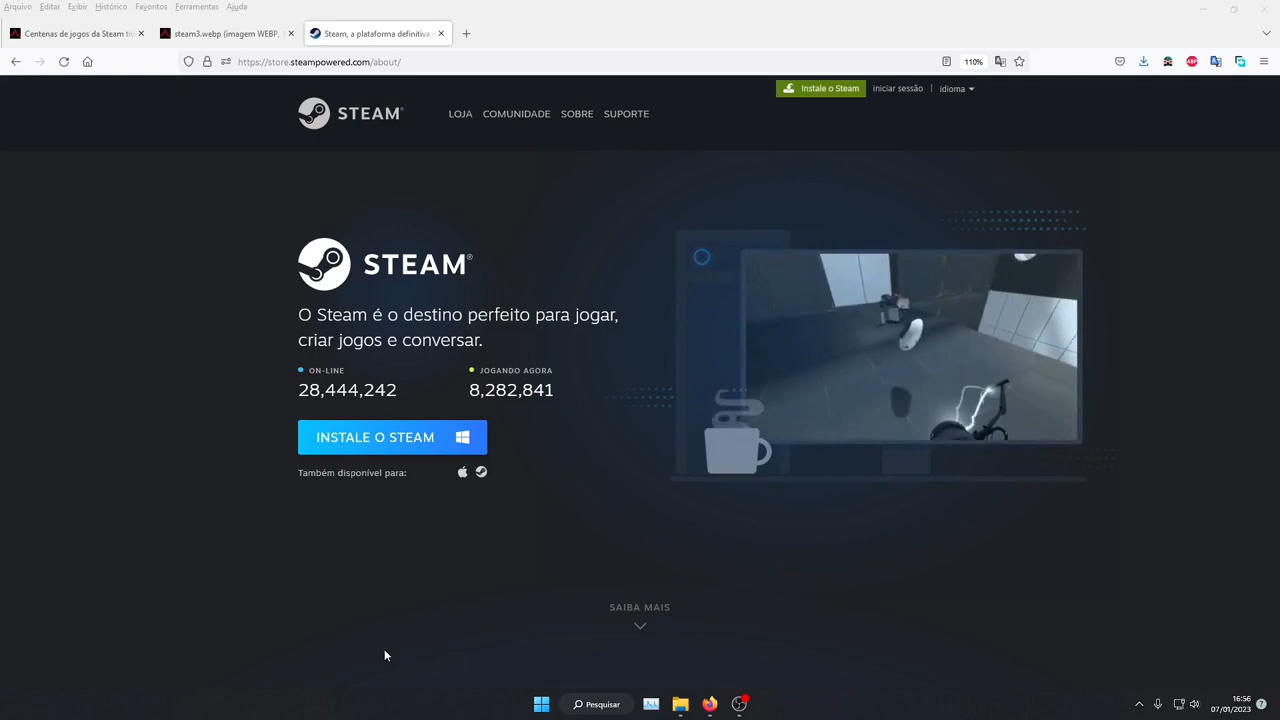 Arquivo Editar Exibir Histórico Favoritos Ferramentas Ajuda
Centenas de jogos da Steam tiv
steam3.webp (imagem WEBP,
Steam, a plataforma definitiva
https://store.steampowered.com/about/
110%
ABP
Instale o Steam
iniciar sessão | idioma
STEAM®
LOJA COMUNIDADE SOBRE SUPORTE
STEAM®
O Steam é o destino perfeito para jogar,
criar jogos e conversar.
ON-LINE JOGANDO AGORA
28,444,242 8,282,841
INSTALE O STEAM
Também disponível para:
SAIBA MAIS
Pesquisar
16:56
07/01/2023